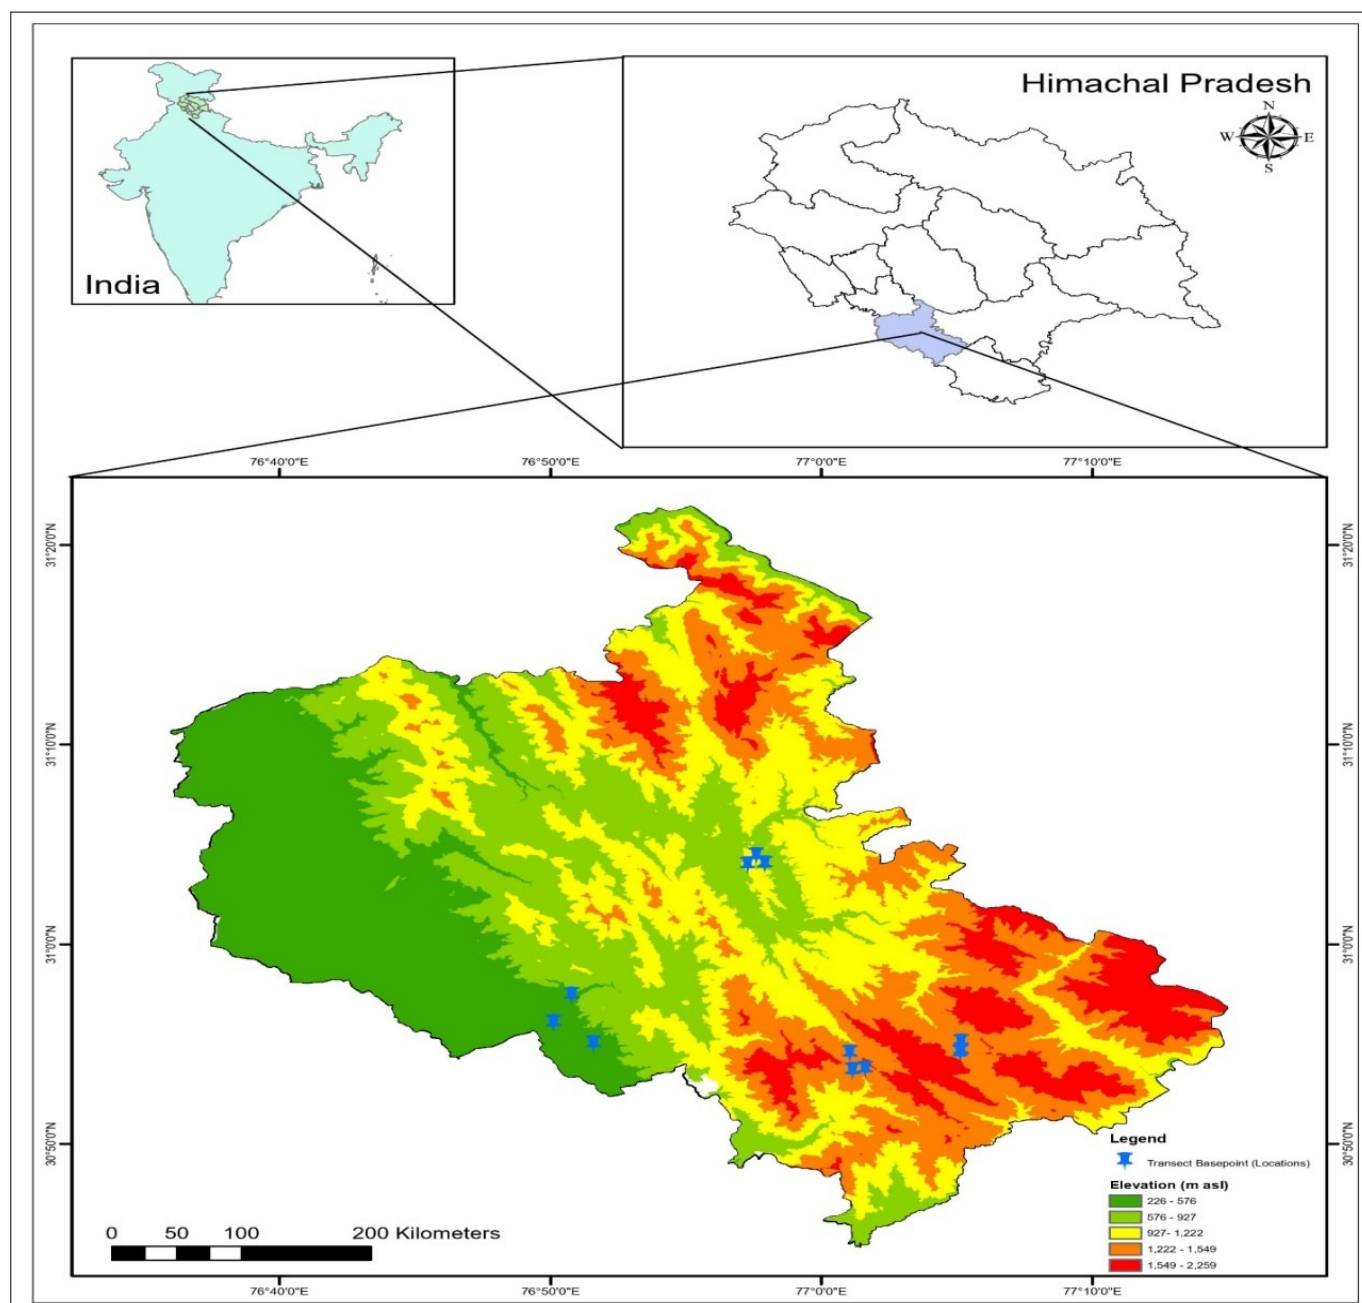 Himachal Pradesh
N
W E
S
India
76°40'0"E 76°50'0"E 77°0'0"E 77°10'0"E
31°20'0"N 31°20'0"N
31°10'0"N 31°10'0"N
31°0'0"N 31°0'0"N
30°50'0"N 30°50'0"N
Legend
Transect Basepoint (Locations)
Elevation (m asl)
226 - 576
576 - 927
927- 1,222
1,222 - 1,549
1,549 - 2,259
0 50 100 200 Kilometers
76°40'0"E 76°50'0"E 77°0'0"E 77°10'0"E